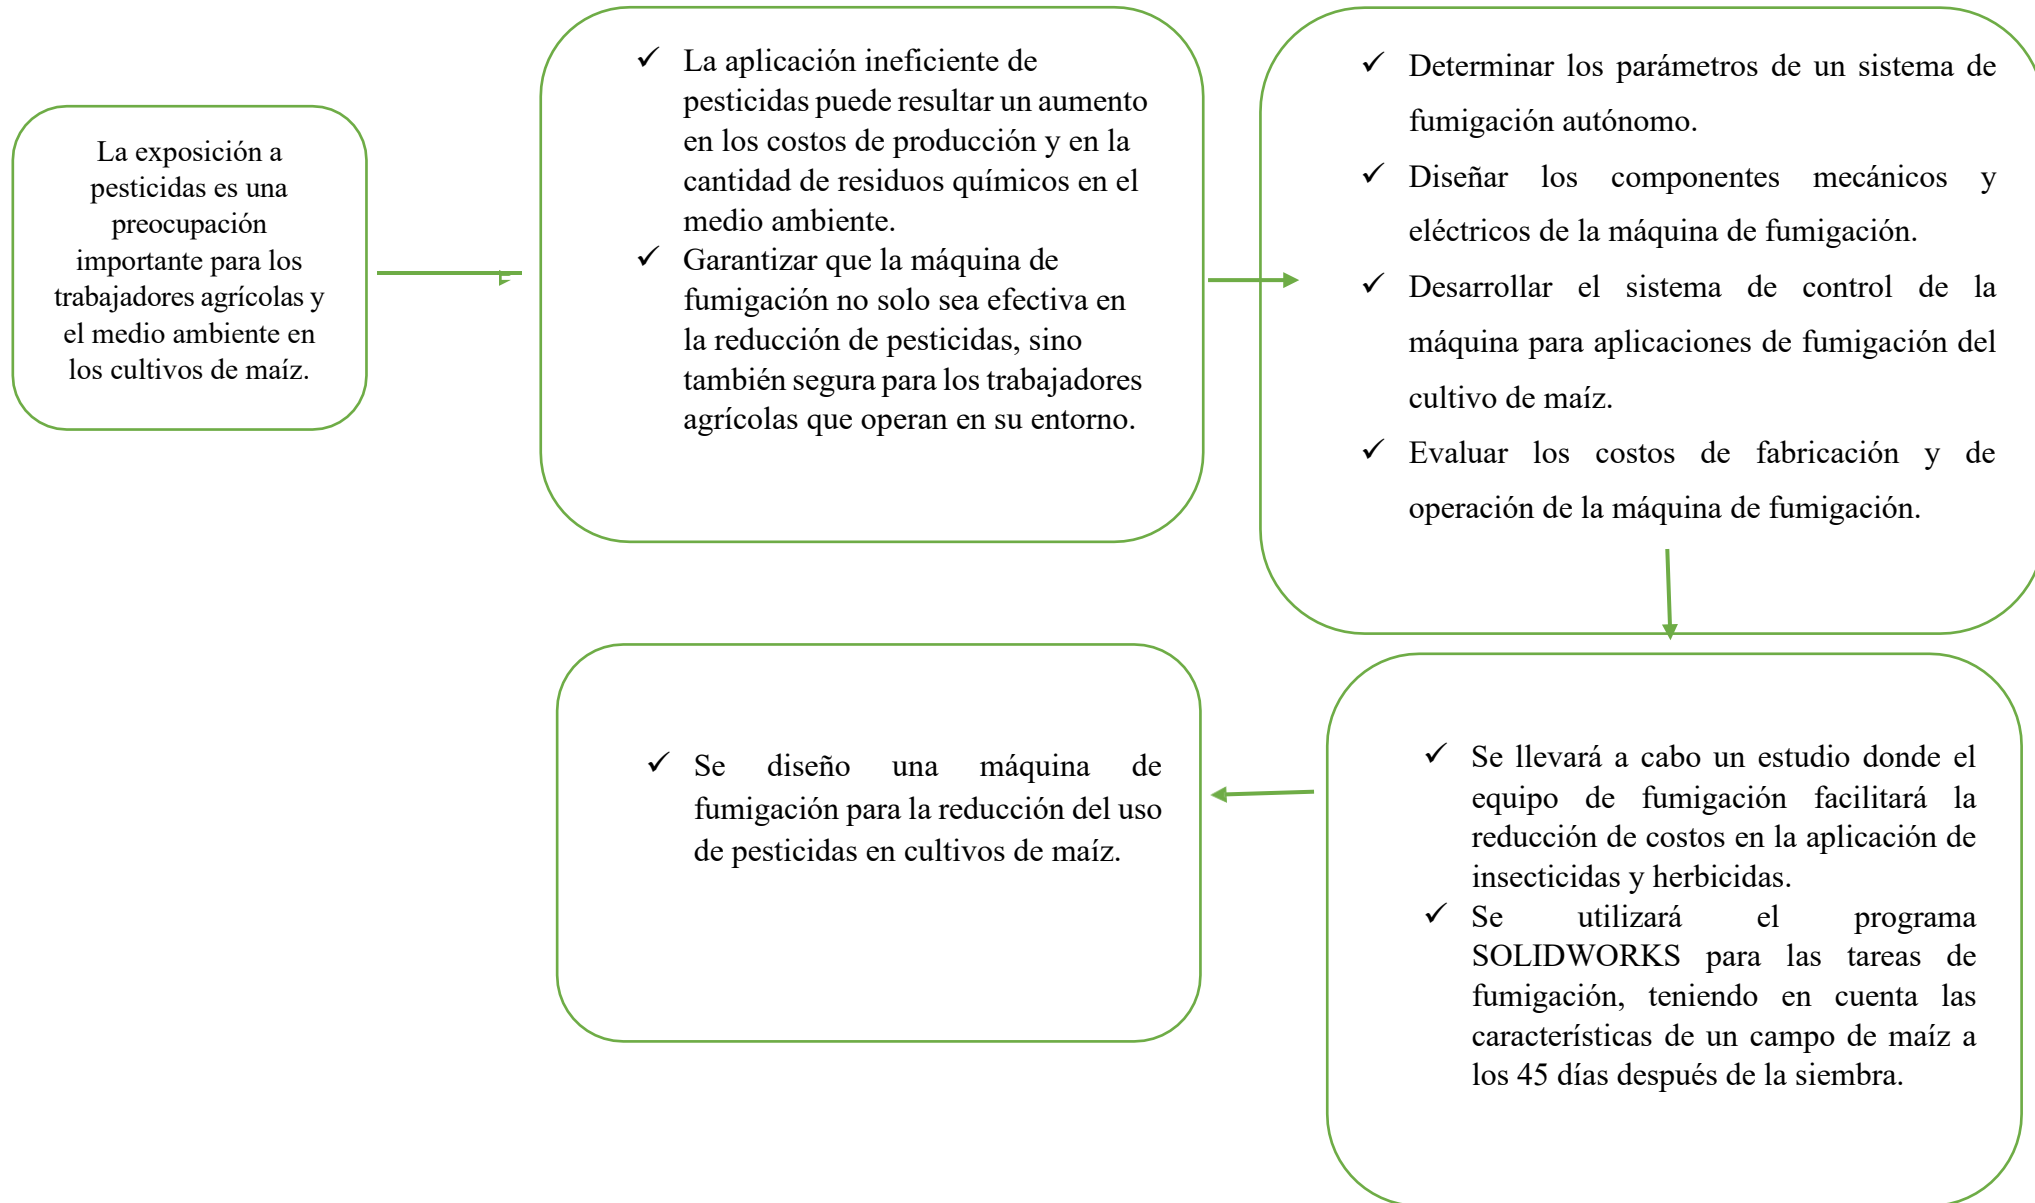 La exposición a
pesticidas es una
preocupación
importante para los
trabajadores agrícolas y
el medio ambiente en
los cultivos de maíz.
✓ La aplicación ineficiente de
pesticidas puede resultar un aumento
en los costos de producción y en la
cantidad de residuos químicos en el
medio ambiente.
✓ Garantizar que la máquina de
fumigación no solo sea efectiva en
la reducción de pesticidas, sino
también segura para los trabajadores
agrícolas que operan en su entorno.
✓ Determinar los parámetros de un sistema de
fumigación autónomo.
✓ Diseñar los componentes mecánicos y
eléctricos de la máquina de fumigación.
✓ Desarrollar el sistema de control de la
máquina para aplicaciones de fumigación del
cultivo de maíz.
✓ Evaluar los costos de fabricación y de
operación de la máquina de fumigación.
✓ Se llevará a cabo un estudio donde el
equipo de fumigación facilitará la
reducción de costos en la aplicación de
insecticidas y herbicidas.
✓ Se utilizará el programa
SOLIDWORKS para las tareas de
fumigación, teniendo en cuenta las
características de un campo de maíz a
los 45 días después de la siembra.
✓ Se diseño una máquina de
fumigación para la reducción del uso
de pesticidas en cultivos de maíz.